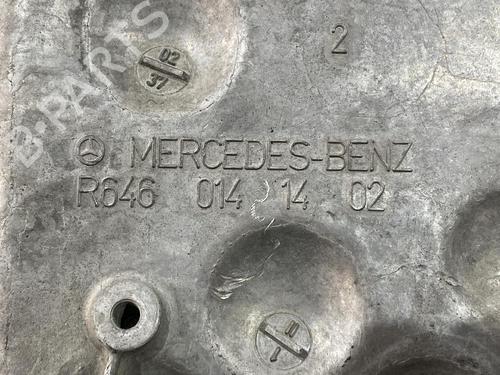 2
02
37
MERCEDES-BENZ
R646 014 14 02
B-PARTS